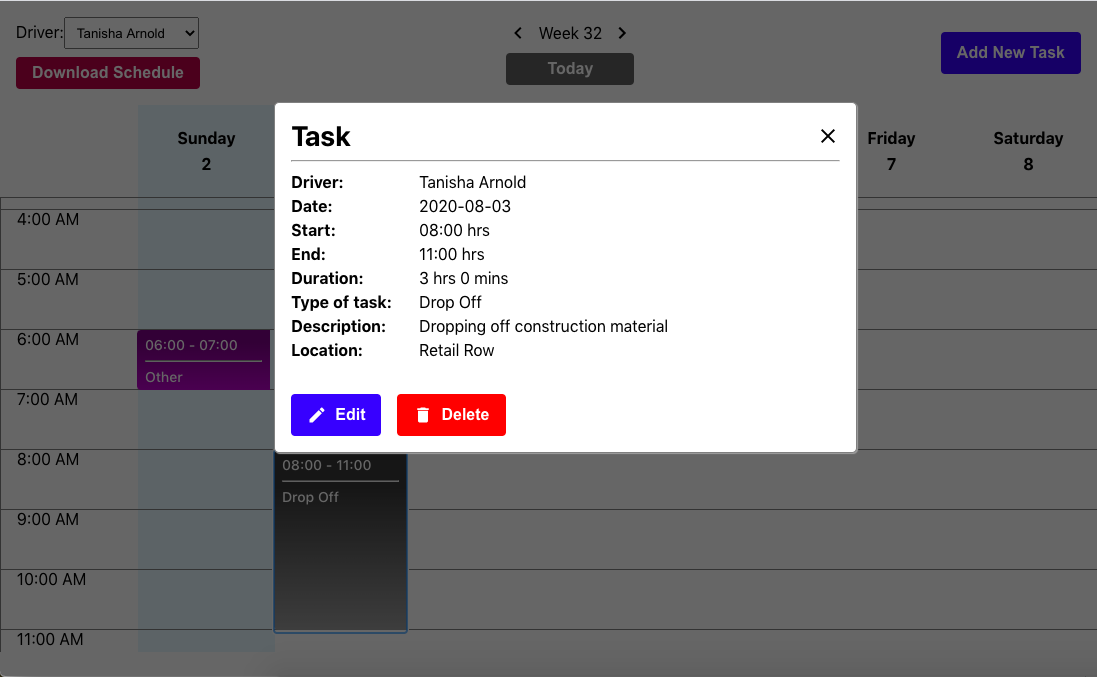 Driver: Tanisha Arnold
Week 32
Download Schedule
Today
Add New Task
Sunday
2
Friday
7
Saturday
8
Task
Driver: Tanisha Arnold
Date: 2020-08-03
Start: 08:00 hrs
End: 11:00 hrs
Duration: 3 hrs 0 mins
Type of task: Drop Off
Description: Dropping off construction material
Location: Retail Row
Edit
Delete
4:00 AM
5:00 AM
6:00 AM
06:00 - 07:00
Other
7:00 AM
8:00 AM
08:00 - 11:00
Drop Off
9:00 AM
10:00 AM
11:00 AM